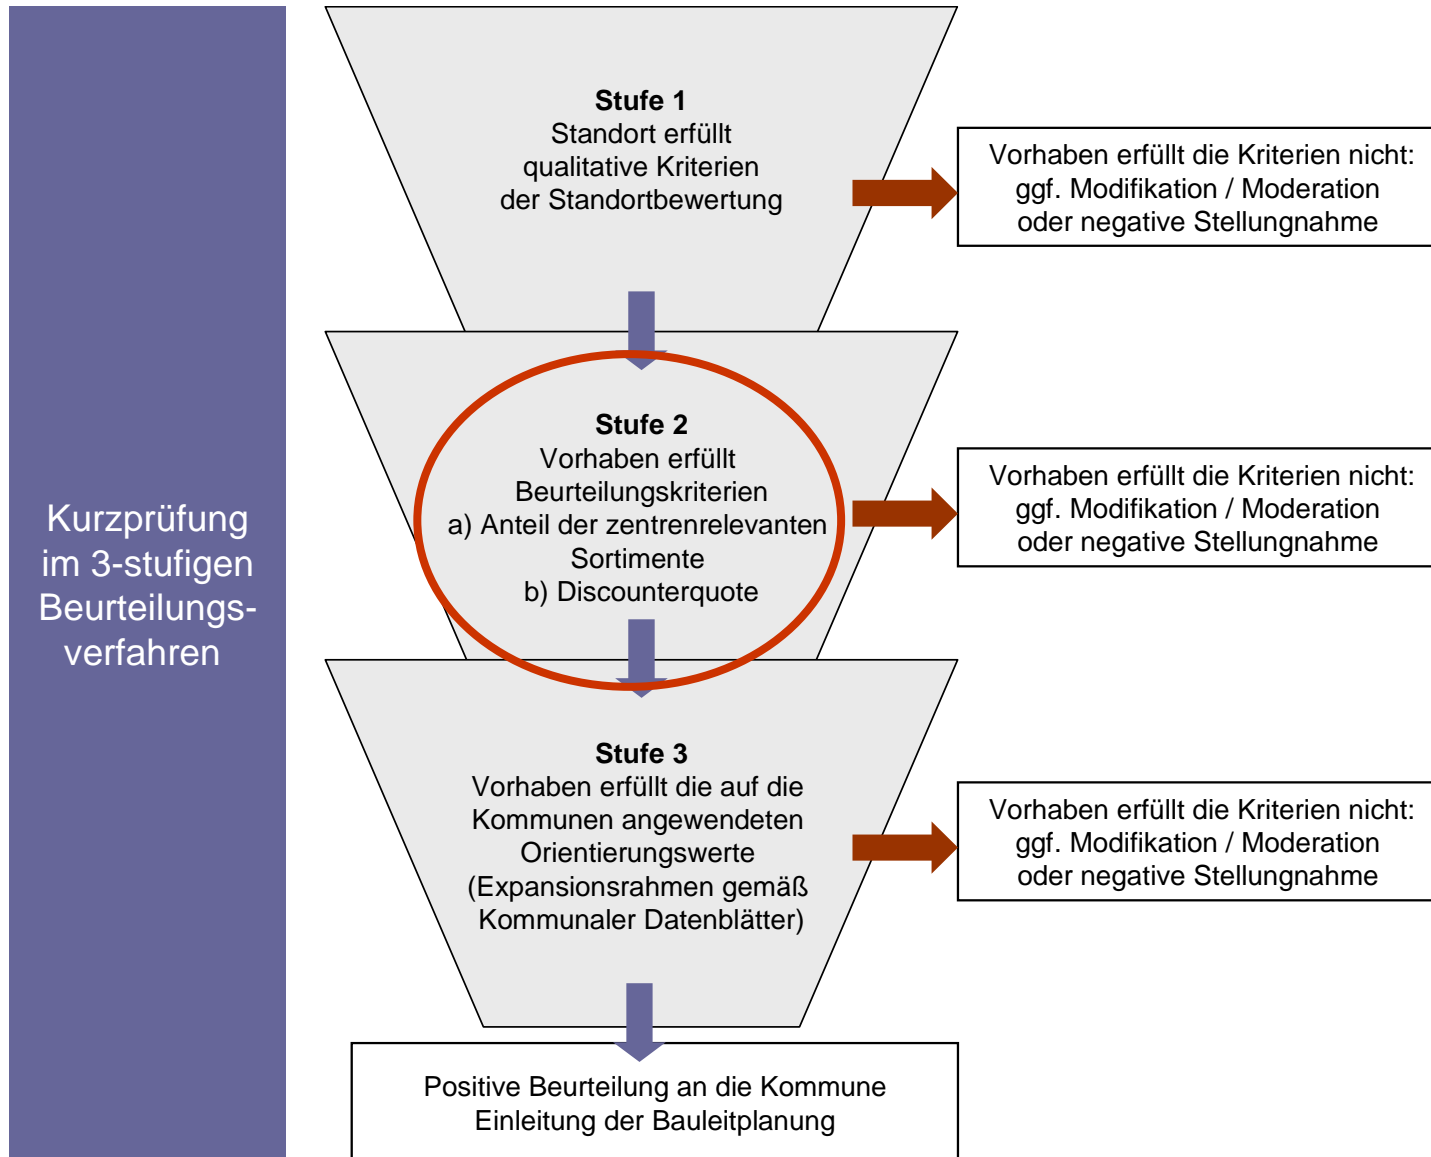 Kurzprüfung
im 3-stufigen
Beurteilungs-
verfahren
Stufe 1
Standort erfüllt
qualitative Kriterien
der Standortbewertung
Vorhaben erfüllt die Kriterien nicht:
ggf. Modifikation / Moderation
oder negative Stellungnahme
Stufe 2
Vorhaben erfüllt
Beurteilungskriterien
a) Anteil der zentrenrelevanten
Sortimente
b) Discounterquote
Vorhaben erfüllt die Kriterien nicht:
ggf. Modifikation / Moderation
oder negative Stellungnahme
Stufe 3
Vorhaben erfüllt die auf die
Kommunen angewendeten
Orientierungswerte
(Expansionsrahmen gemäß
Kommunaler Datenblätter)
Vorhaben erfüllt die Kriterien nicht:
ggf. Modifikation / Moderation
oder negative Stellungnahme
Positive Beurteilung an die Kommune
Einleitung der Bauleitplanung